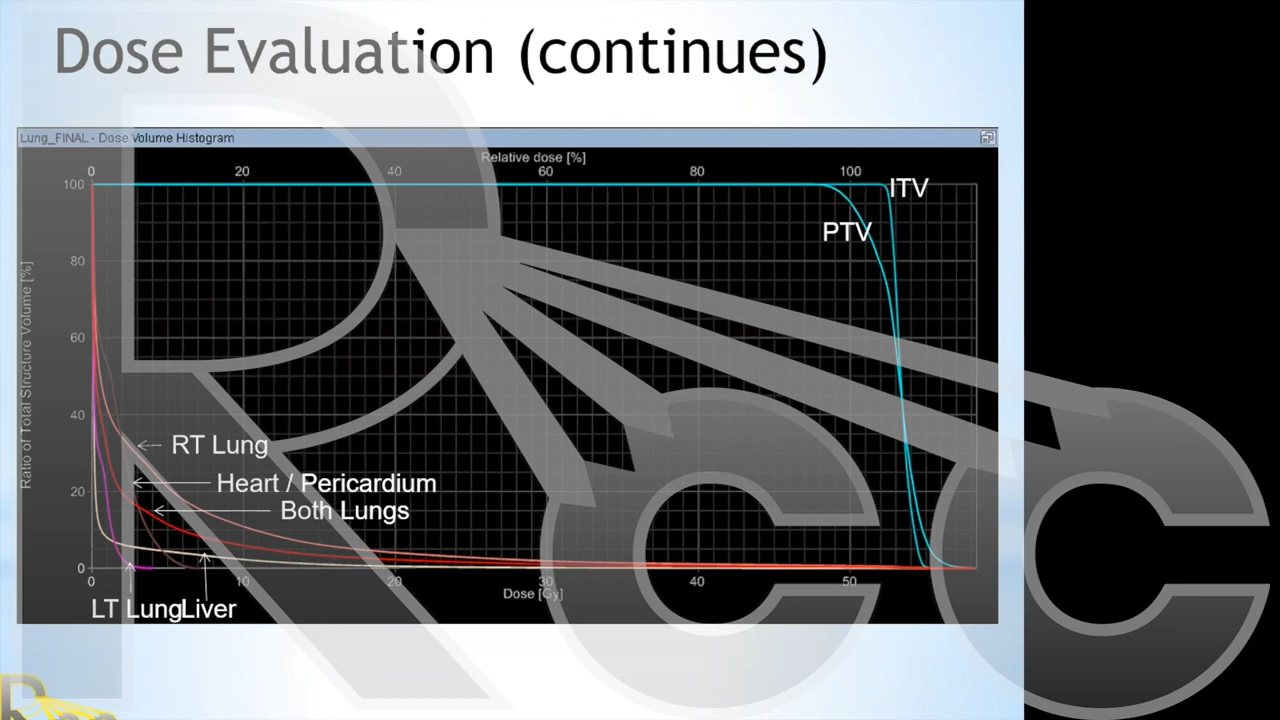 Dose Evaluation (continues)
Lung_FINAL - Dose Volume Histogram
Relative dose [%]
0 20 40 60 80 100
100
80
60
40
20
0
Ratio of Total Structure Volume [%]
ITV
PTV
RT Lung
Heart / Pericardium
Both Lungs
0 10 20 30 40 50
Dose [Gy]
LT Lung
Liver
RCC